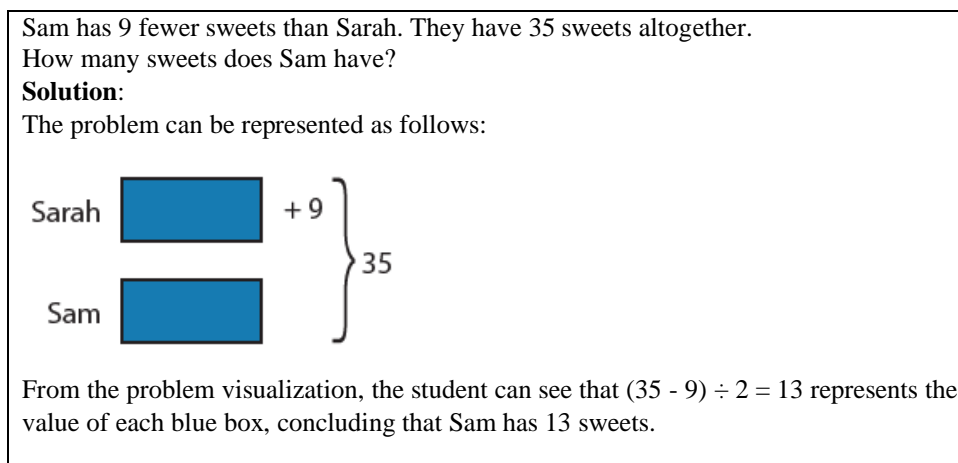 Sam has 9 fewer sweets than Sarah. They have 35 sweets altogether.
How many sweets does Sam have?
Solution:
The problem can be represented as follows:
Sarah + 9
35
Sam
From the problem visualization, the student can see that (35 - 9) ÷ 2 = 13 represents the
value of each blue box, concluding that Sam has 13 sweets.